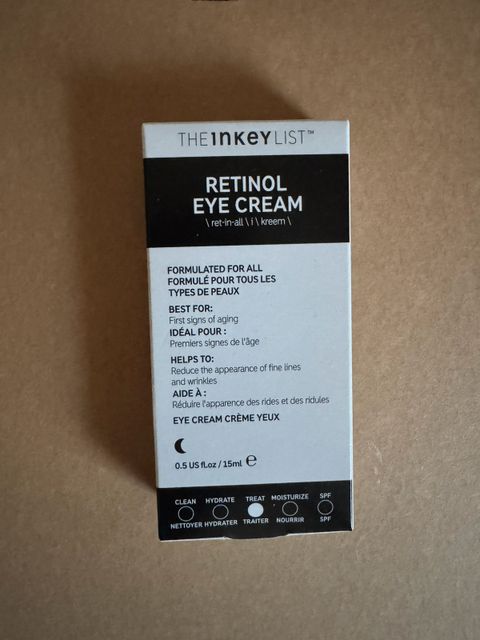 THE INKEY LIST™
RETINOL
EYE CREAM
\ ret-in-all \ i \ kreem \
FORMULATED FOR ALL
FORMULÉ POUR TOUS LES
TYPES DE PEAUX
BEST FOR:
First signs of aging
IDÉAL POUR :
Premiers signes de l'âge
HELPS TO:
Reduce the appearance of fine lines
and wrinkles
AIDE À :
Réduire l'apparence des rides et des ridules
EYE CREAM CRÈME YEUX
0.5 US fl.oz / 15ml ℮
CLEAN HYDRATE TREAT MOISTURIZE SPF
NETTOYER HYDRATER TRAITER NOURRIR SPF